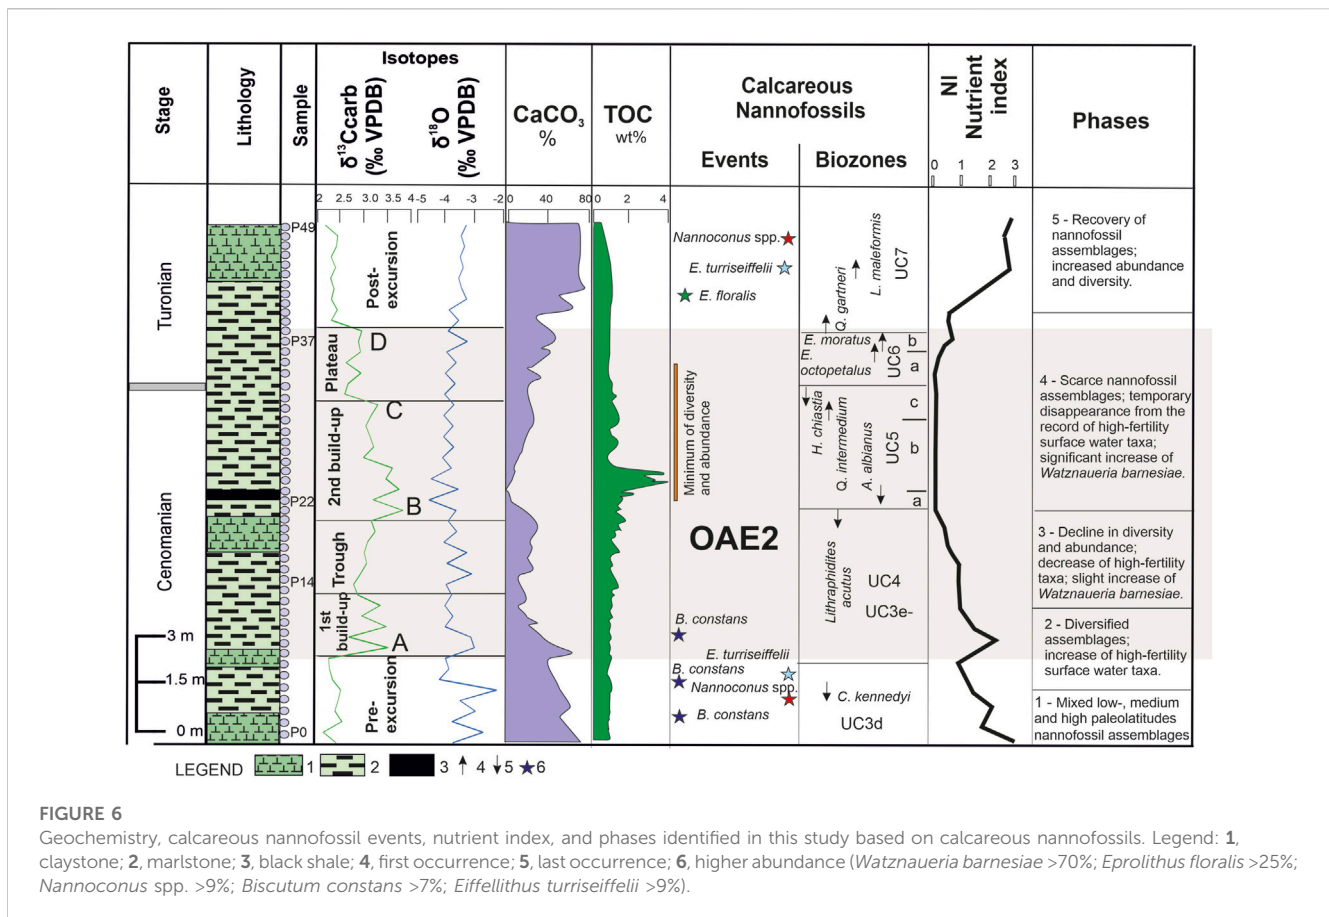 Stage
Lithology
Sample
Isotopes
δ¹³Ccarb
(‰ VPDB)
δ¹⁸O
(‰ VPDB)
CaCO₃
%
TOC
wt%
Calcareous
Nannofossils
Events
Biozones
NI
Nutrient
index
Phases
2 2.5 3.0 3.5 4
-5 -4 -3 -2
0 40 80
0 2 4
0 1 2 3
Turonian
Cenomanian
3 m
1.5 m
0 m
P49
P37
P22
P14
P0
Post-
excursion
Plateau
2nd build-up
Trough
1st
build-up
Pre-
excursion
D
C
B
A
Nannoconus spp.
E. turriseiffelii
E. floralis
Minimum of diversity
and abundance
OAE2
B. constans
E. turriseifelii
B. constans
Nannoconus spp.
B. constans
Q. gartneri
L. maleformis
UC7
E. moratus
E.
octopetalus
UC6
b
a
H. chiastia
Q. intermedium
A. albianus
UC5
c
b
a
Lithraphidites
acutus
UC4
UC3e-
C. kennedyi
UC3d
5 - Recovery of
nannofossil
assemblages;
increased abundance
and diversity.
4 - Scarce nannofossil
assemblages; temporary
disappearance from the
record of high-fertility
surface water taxa;
significant increase of
Watznaueria barnesiae.
3 - Decline in diversity
and abundance;
decrease of high-fertility
taxa; slight increase of
Watznaueria barnesiae.
2 - Diversified
assemblages;
increase of high-fertility
surface water taxa.
1 - Mixed low-, medium
and high paleolatitudes
nannofossil assemblages
LEGEND 1 2 3 4 5 6
FIGURE 6
Geochemistry, calcareous nannofossil events, nutrient index, and phases identified in this study based on calcareous nannofossils. Legend: 1,
claystone; 2, marlstone; 3, black shale; 4, first occurrence; 5, last occurrence; 6, higher abundance (Watznaueria barnesiae >70%; Eprolithus floralis >25%;
Nannoconus spp. >9%; Biscutum constans >7%; Eiffellithus turriseiffelii >9%).